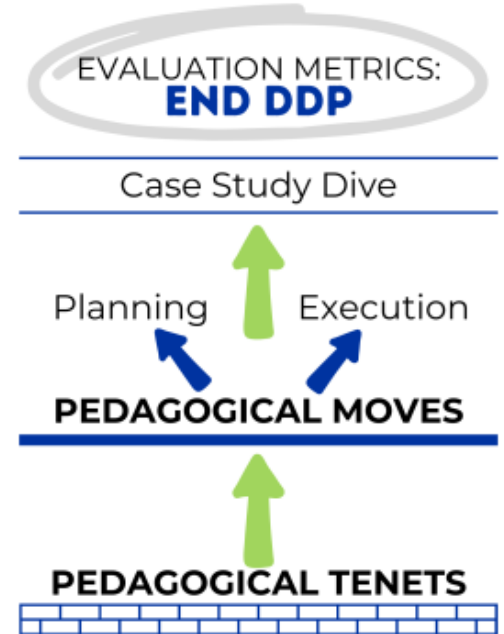 EVALUATION METRICS:
END DDP
Case Study Dive
Planning Execution
PEDAGOGICAL MOVES
PEDAGOGICAL TENETS